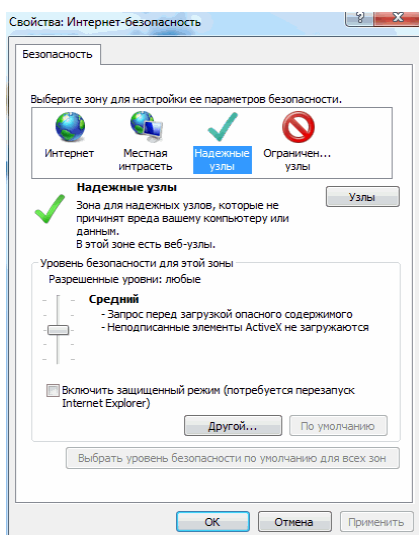 Свойства: Интернет-безопасность
Безопасность
Выберите зону для настройки ее параметров безопасности.
Интернет
Местная
интрасеть
Надежные
узлы
Ограничен...
узлы
Надежные узлы
Узлы
Зона для надежных узлов, которые не
причинят вреда вашему компьютеру или
данным.
В этой зоне есть веб-узлы.
Уровень безопасности для этой зоны
Разрешенные уровни: любые
Средний
- Запрос перед загрузкой опасного содержимого
- Неподписанные элементы ActiveX не загружаются
Включить защищенный режим (потребуется перезапуск
Internet Explorer)
Другой...
По умолчанию
Выбрать уровень безопасности по умолчанию для всех зон
ОК
Отмена
Применить